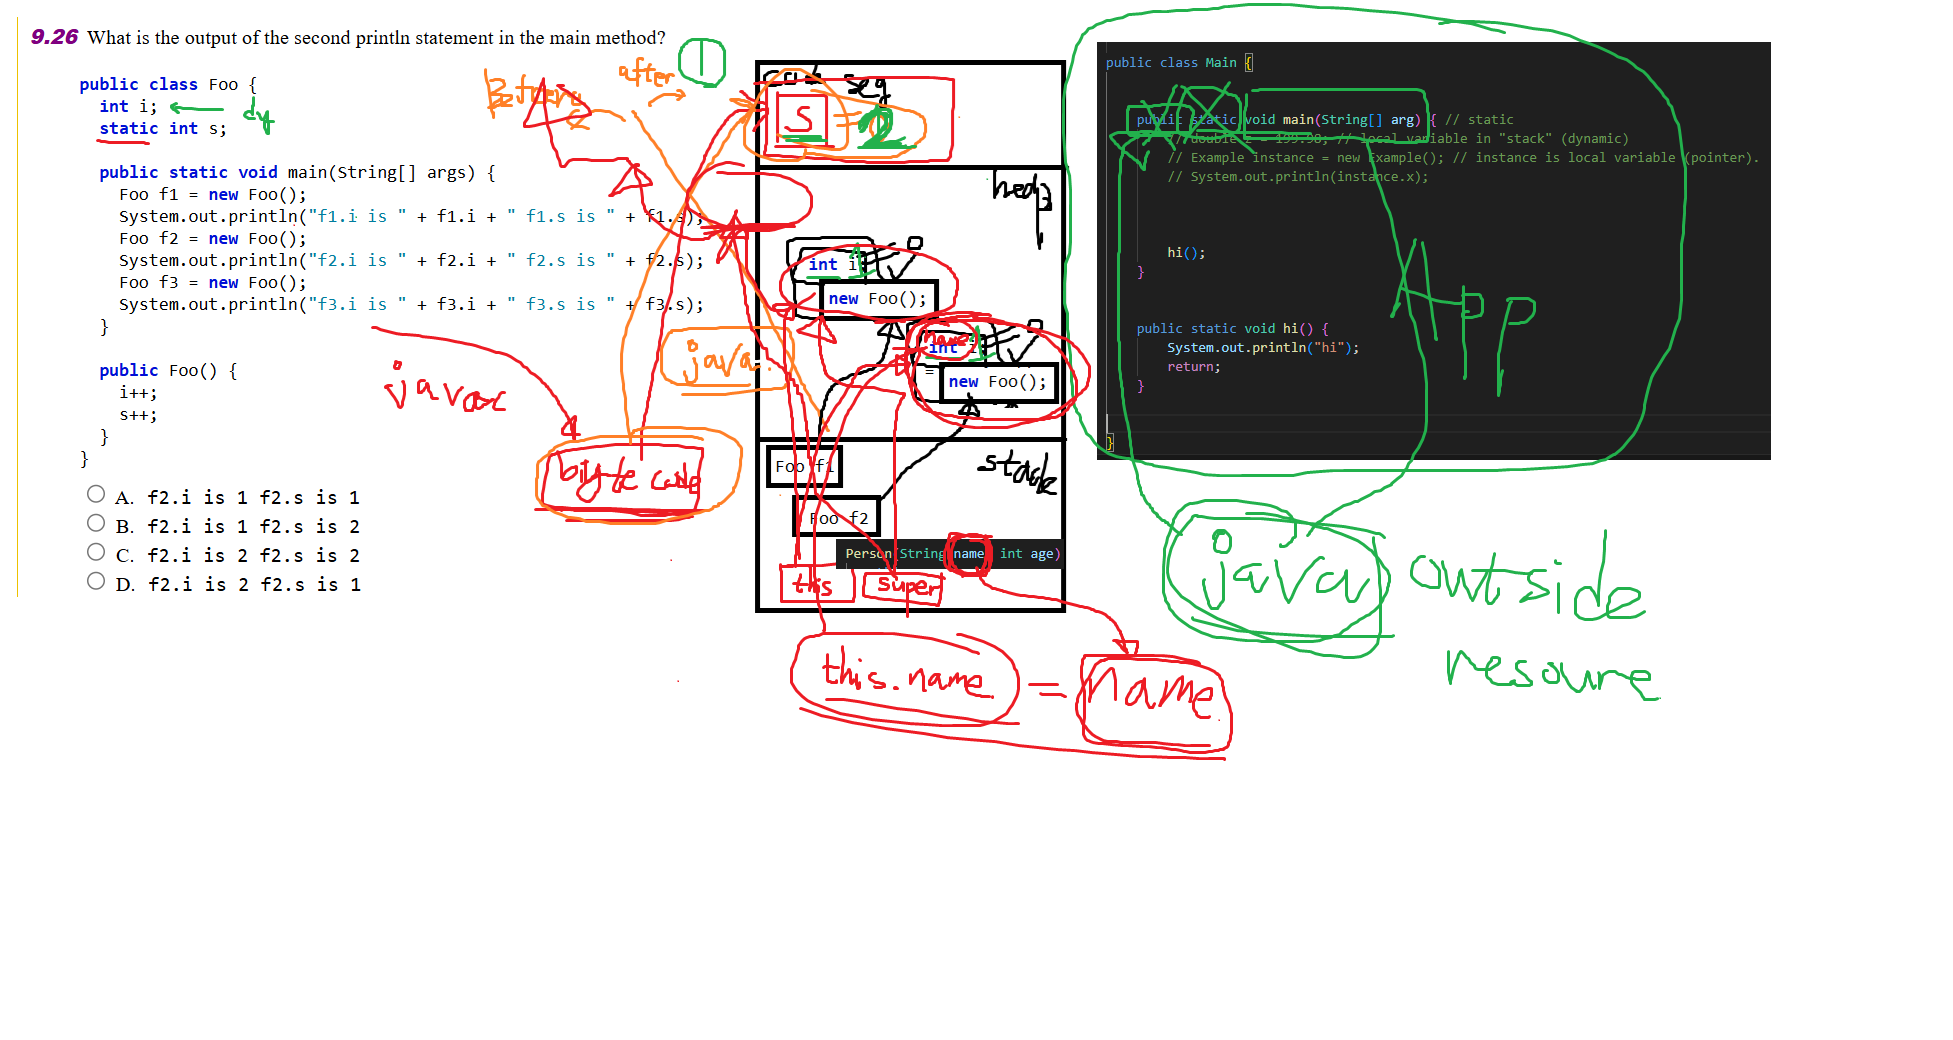 9.26 What is the output of the second println statement in the main method?
public class Foo {
int i;
dy
static int s;
public static void main(String[] args) {
Foo f1 = new Foo();
System.out.println("f1.i is " + f1.i + " f1.s is " + f1.s);
Foo f2 = new Foo();
System.out.println("f2.i is " + f2.i + " f2.s is " + f2.s);
Foo f3 = new Foo();
System.out.println("f3.i is " + f3.i + " f3.s is " + f3.s);
}
public Foo() {
i++;
s++;
}
}
A. f2.i is 1 f2.s is 1
B. f2.i is 1 f2.s is 2
C. f2.i is 2 f2.s is 2
D. f2.i is 2 f2.s is 1
javac
byte code
after
1
java
seg
S = 2
heap
int i
new Foo();
name
int i
=
new Foo();
stack
Foo f1
Foo f2
Person(String name, int age)
this
super
this.name = name
public class Main {
public static void main(String[] arg) { // static
// double z = 199.98; // local variable in "stack" (dynamic)
// Example instance = new Example(); // instance is local variable (pointer).
// System.out.println(instance.x);
hi();
}
public static void hi() {
System.out.println("hi");
return;
}
}
App
java outside
resoure